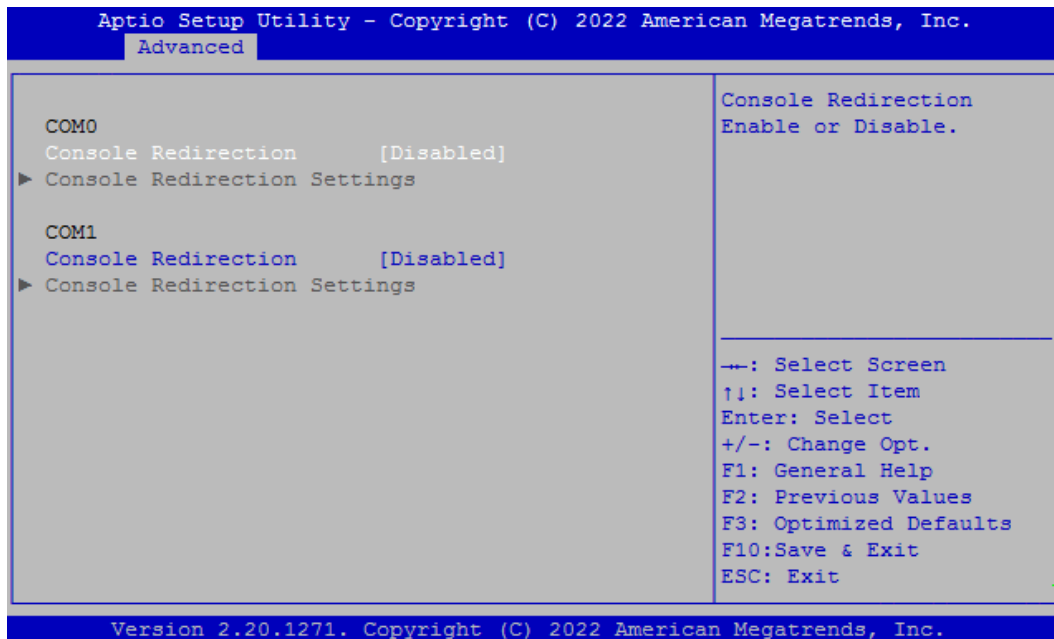 Aptio Setup Utility - Copyright (C) 2022 American Megatrends, Inc.
Advanced
COM0
Console Redirection [Disabled]
▶ Console Redirection Settings
COM1
Console Redirection [Disabled]
▶ Console Redirection Settings
Console Redirection
Enable or Disable.
→←: Select Screen
↑↓: Select Item
Enter: Select
+/-: Change Opt.
F1: General Help
F2: Previous Values
F3: Optimized Defaults
F10:Save & Exit
ESC: Exit
Version 2.20.1271. Copyright (C) 2022 American Megatrends, Inc.